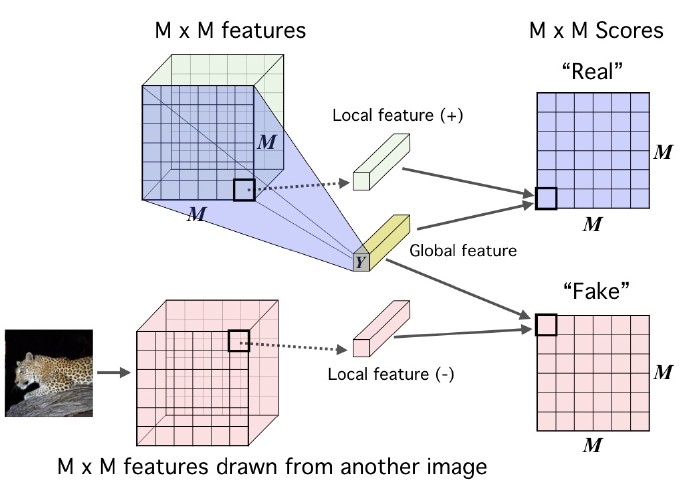 M x M features
M x M Scores
“Real”
Local feature (+)
M
M
M
M
Y
Global feature
“Fake”
Local feature (-)
M
M
M x M features drawn from another image